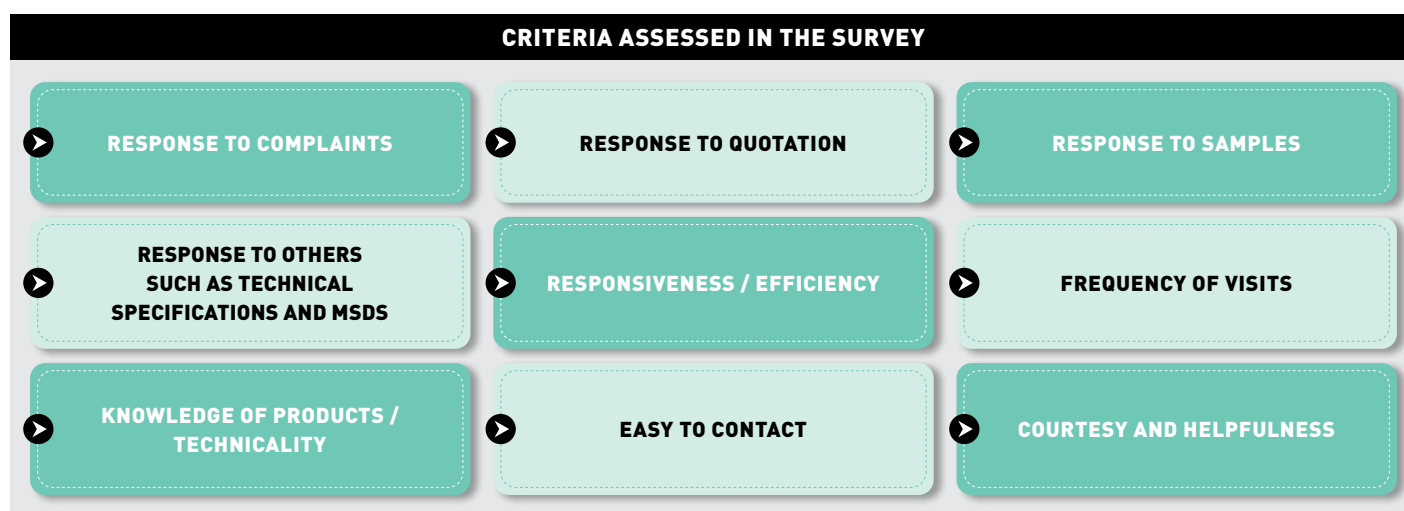 CRITERIA ASSESSED IN THE SURVEY
RESPONSE TO COMPLAINTS
RESPONSE TO QUOTATION
RESPONSE TO SAMPLES
RESPONSE TO OTHERS
SUCH AS TECHNICAL
SPECIFICATIONS AND MSDS
RESPONSIVENESS / EFFICIENCY
FREQUENCY OF VISITS
KNOWLEDGE OF PRODUCTS /
TECHNICALITY
EASY TO CONTACT
COURTESY AND HELPFULNESS